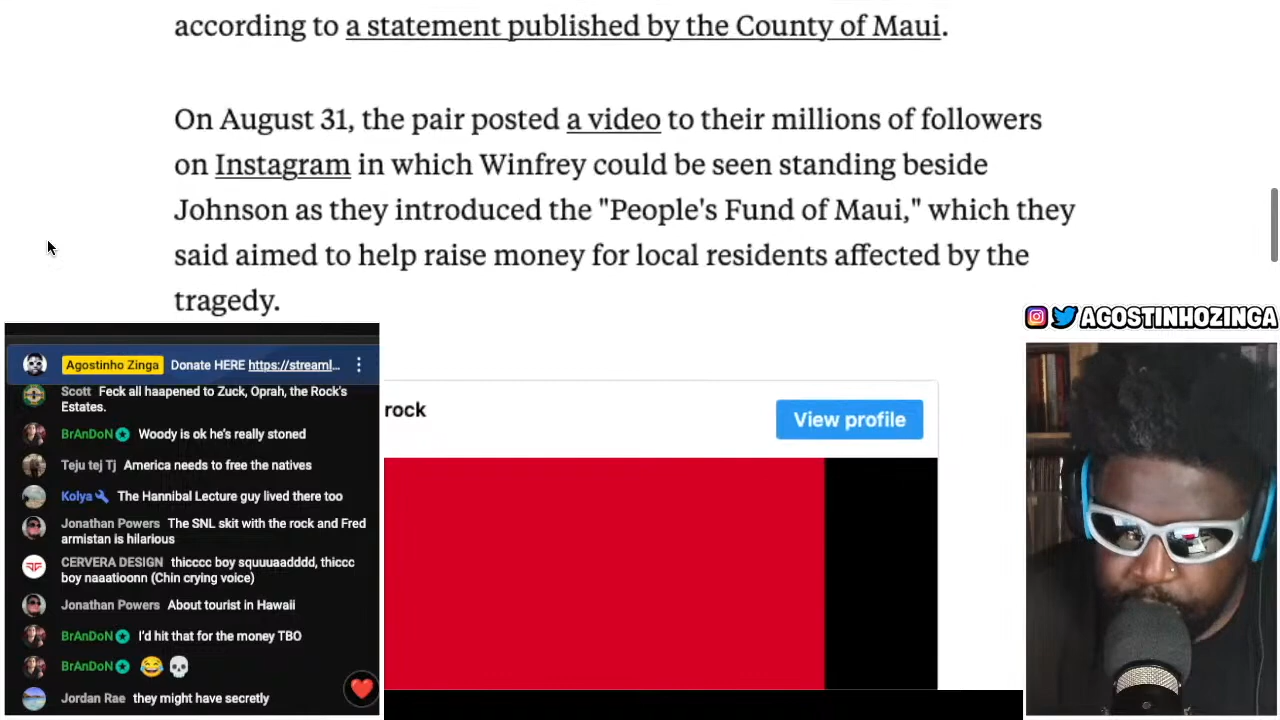 according to a statement published by the County of Maui.
On August 31, the pair posted a video to their millions of followers
on Instagram in which Winfrey could be seen standing beside
Johnson as they introduced the "People's Fund of Maui," which they
said aimed to help raise money for local residents affected by the
tragedy.
AGOSTINHOZINGA
Agostinho Zinga Donate HERE https://streaml...
Scott Feck all haapened to Zuck, Oprah, the Rock's
Estates.
BrAnDoN Woody is ok he's really stoned
Teju tej Tj America needs to free the natives
Kolya The Hannibal Lecture guy lived there too
Jonathan Powers The SNL skit with the rock and Fred
armistan is hilarious
CERVERA DESIGN thicccc boy squuuaadddd, thiccc
boy naaatioonn (Chin crying voice)
Jonathan Powers About tourist in Hawaii
BrAnDoN I'd hit that for the money TBO
BrAnDoN 😂💀
Jordan Rae they might have secretly
rock
View profile